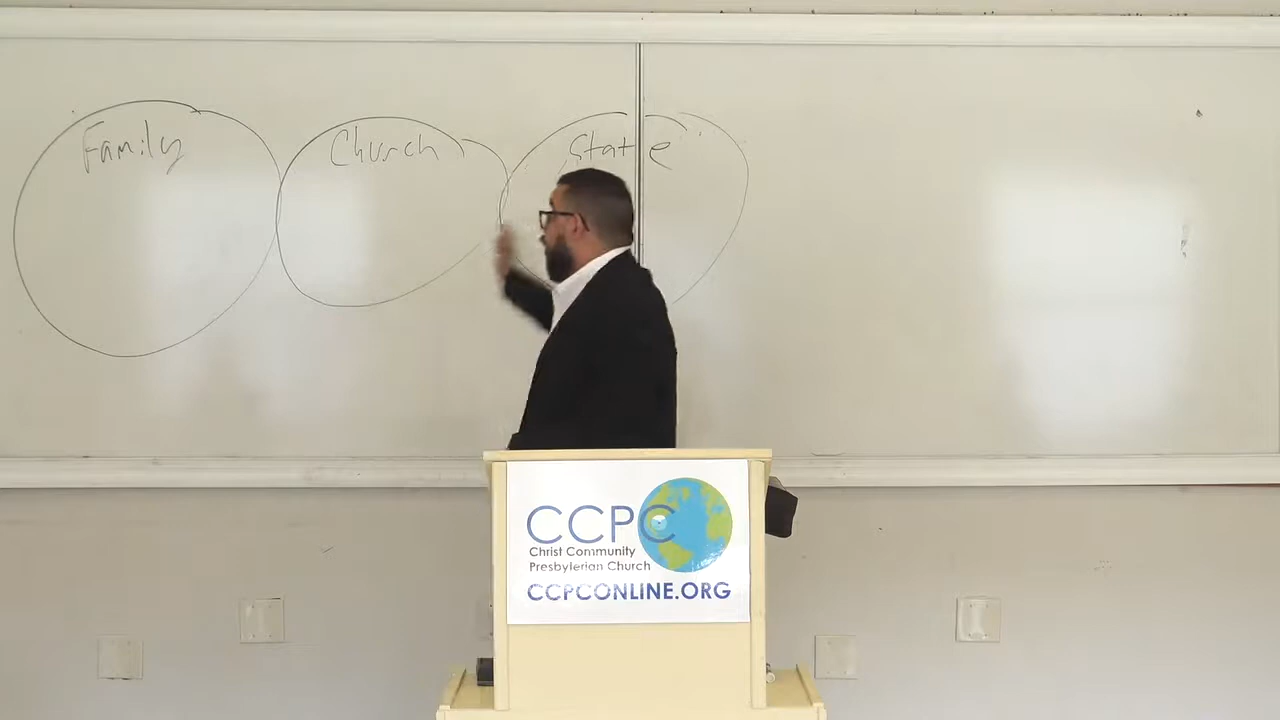 Family
Church
State
CCPC
Christ Community
Presbyterian Church
CCPCONLINE.ORG